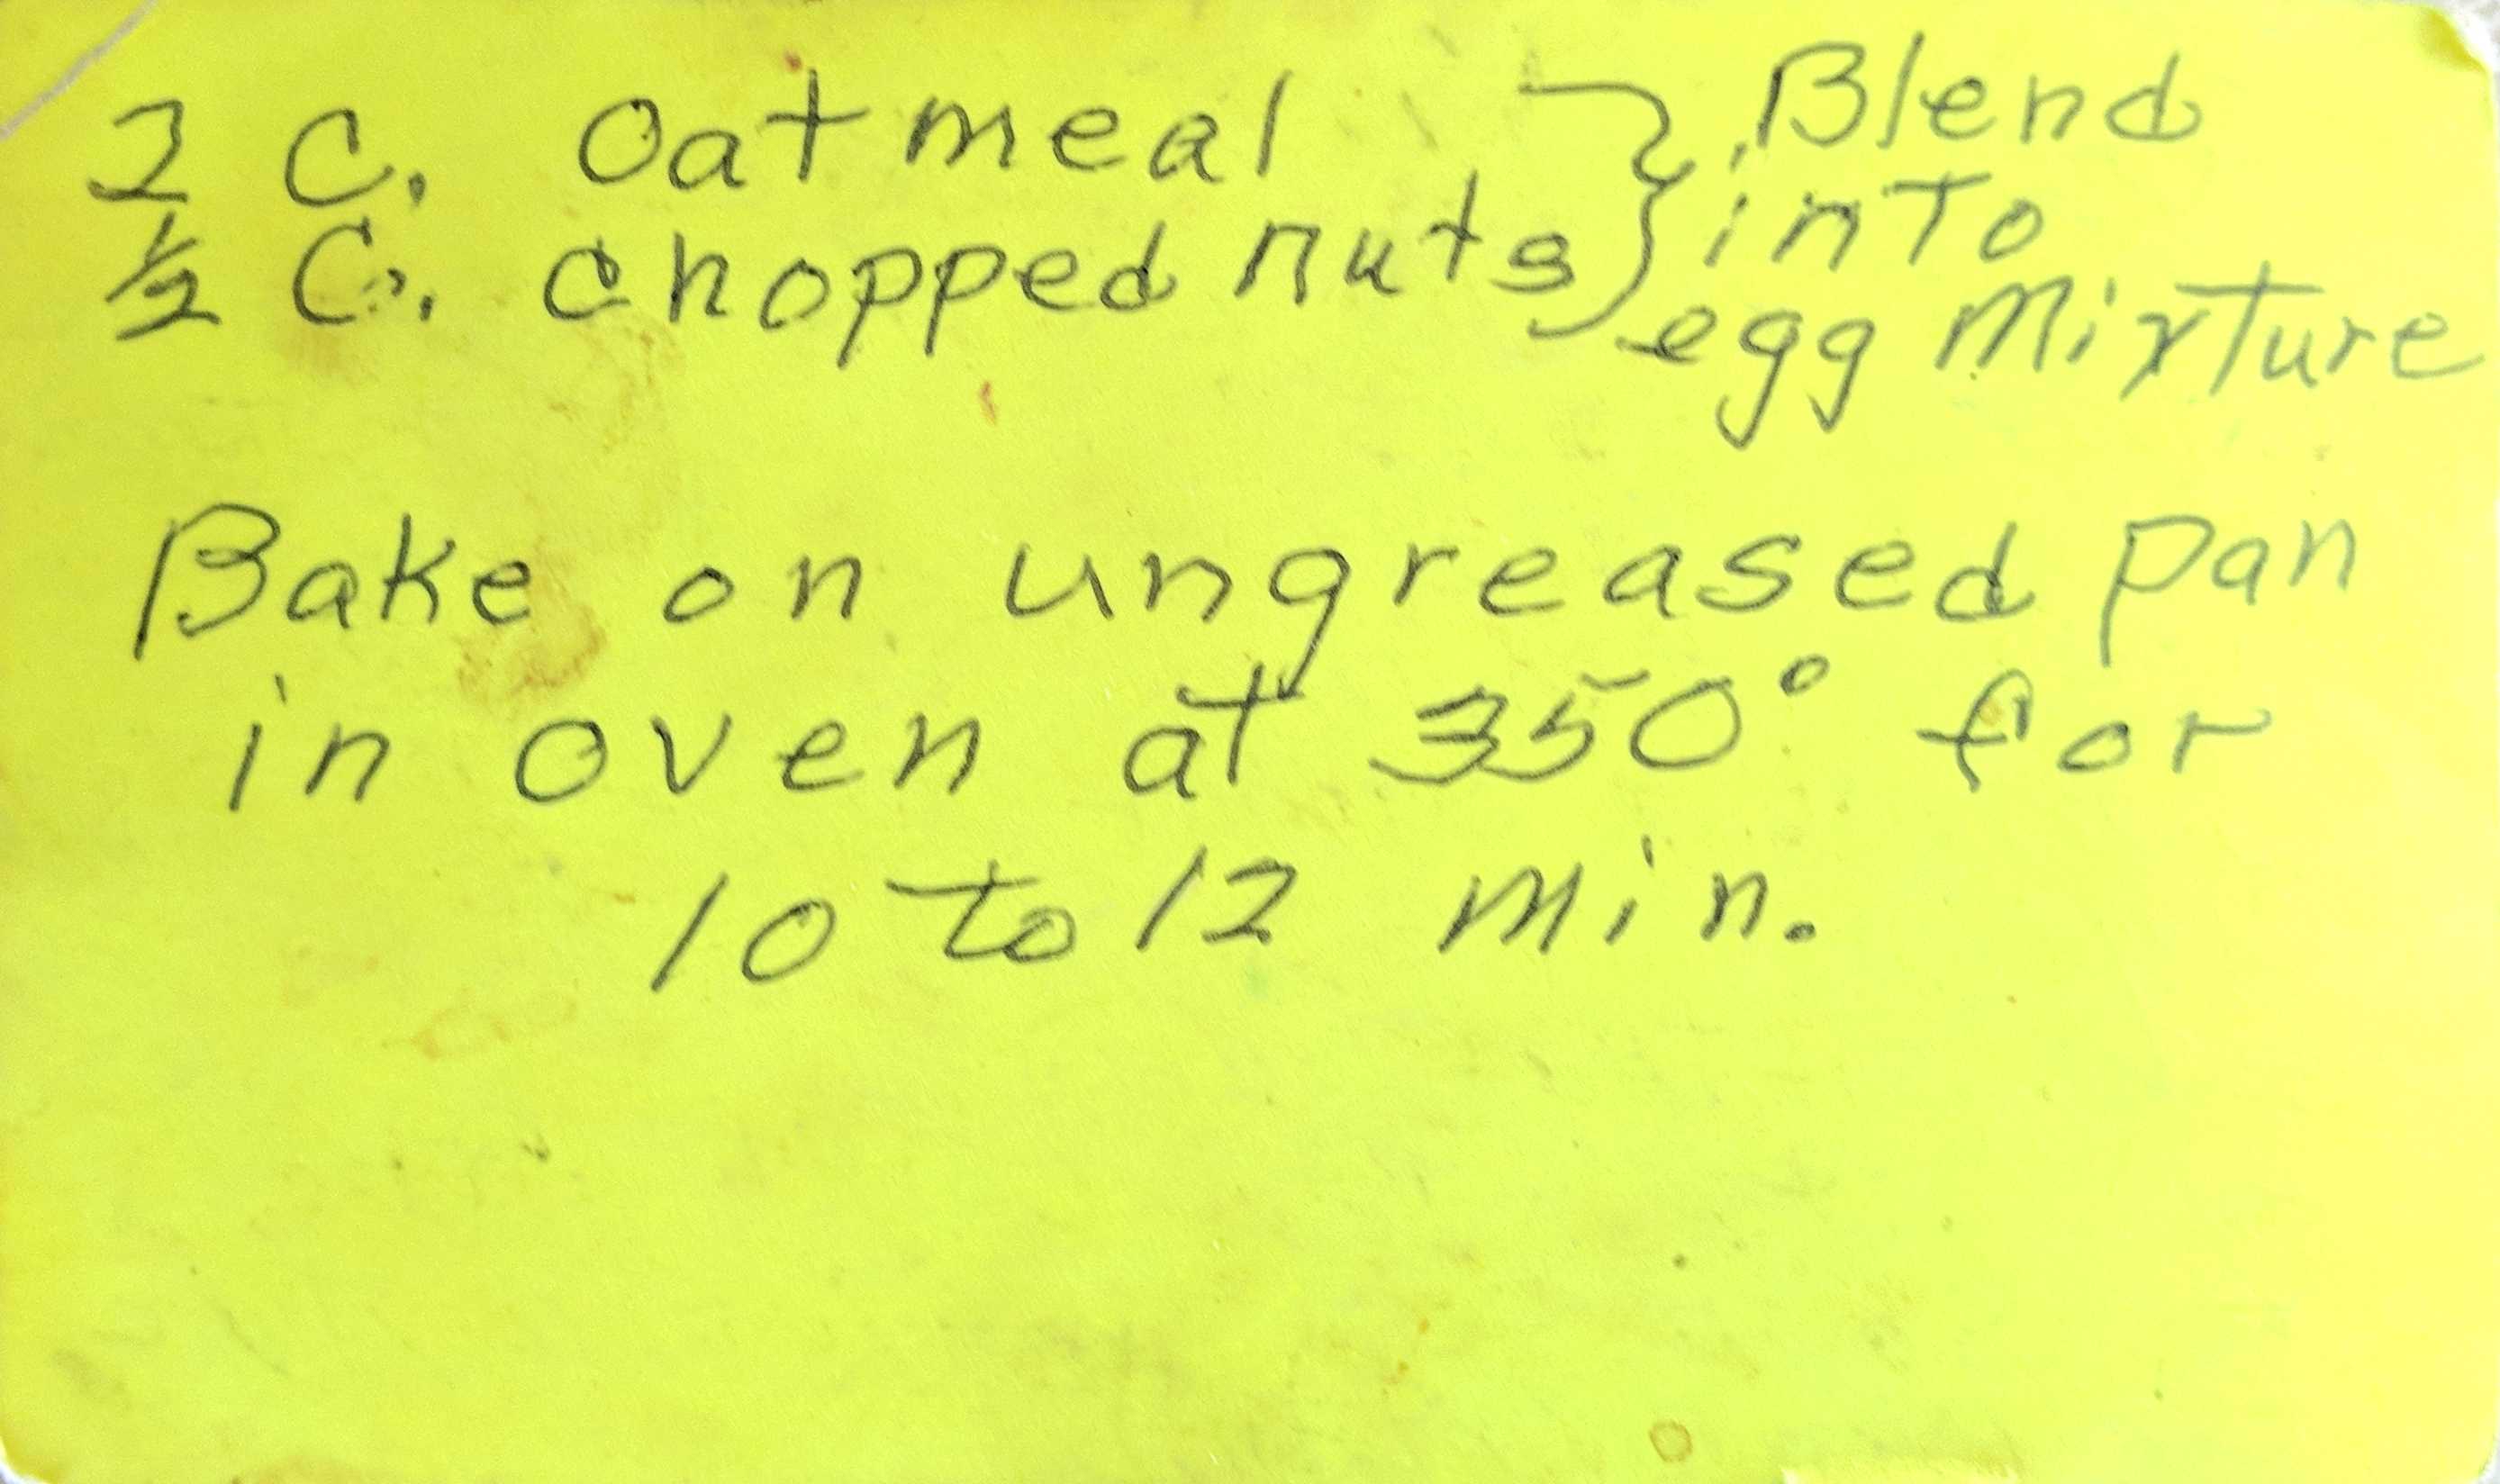 2 C. Oatmeal
½ C. chopped nuts
Blend
into
egg Mixture
Bake on ungreased pan
in oven at 350° for
10 to 12 min.